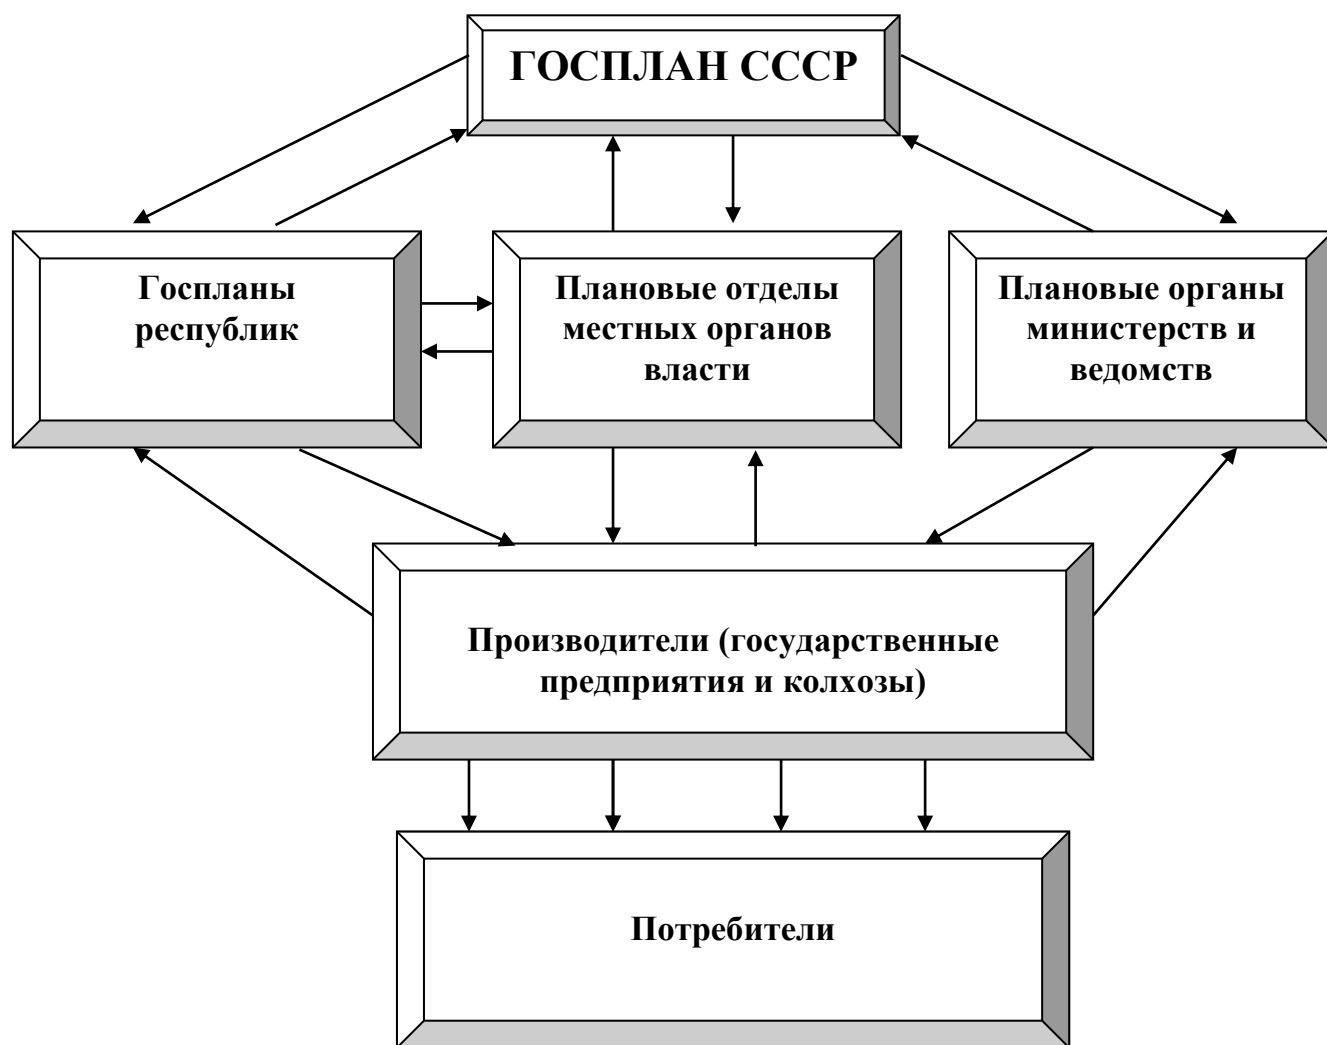 ГОСПЛАН СССР
Госпланы
республик
Плановые отделы
местных органов
власти
Плановые органы
министерств и
ведомств
Производители (государственные
предприятия и колхозы)
Потребители